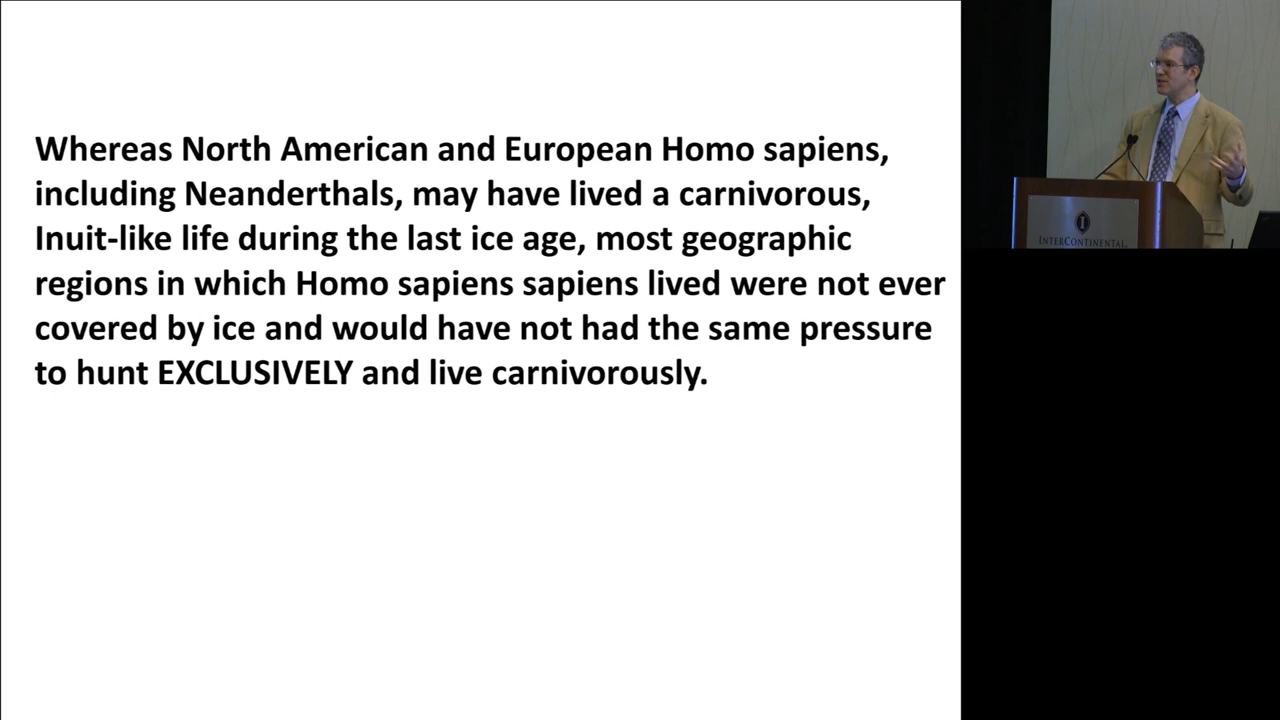 Whereas North American and European Homo sapiens,
including Neanderthals, may have lived a carnivorous,
Inuit-like life during the last ice age, most geographic
regions in which Homo sapiens sapiens lived were not ever
covered by ice and would have not had the same pressure
to hunt EXCLUSIVELY and live carnivorously.
I
INTERCONTINENTAL